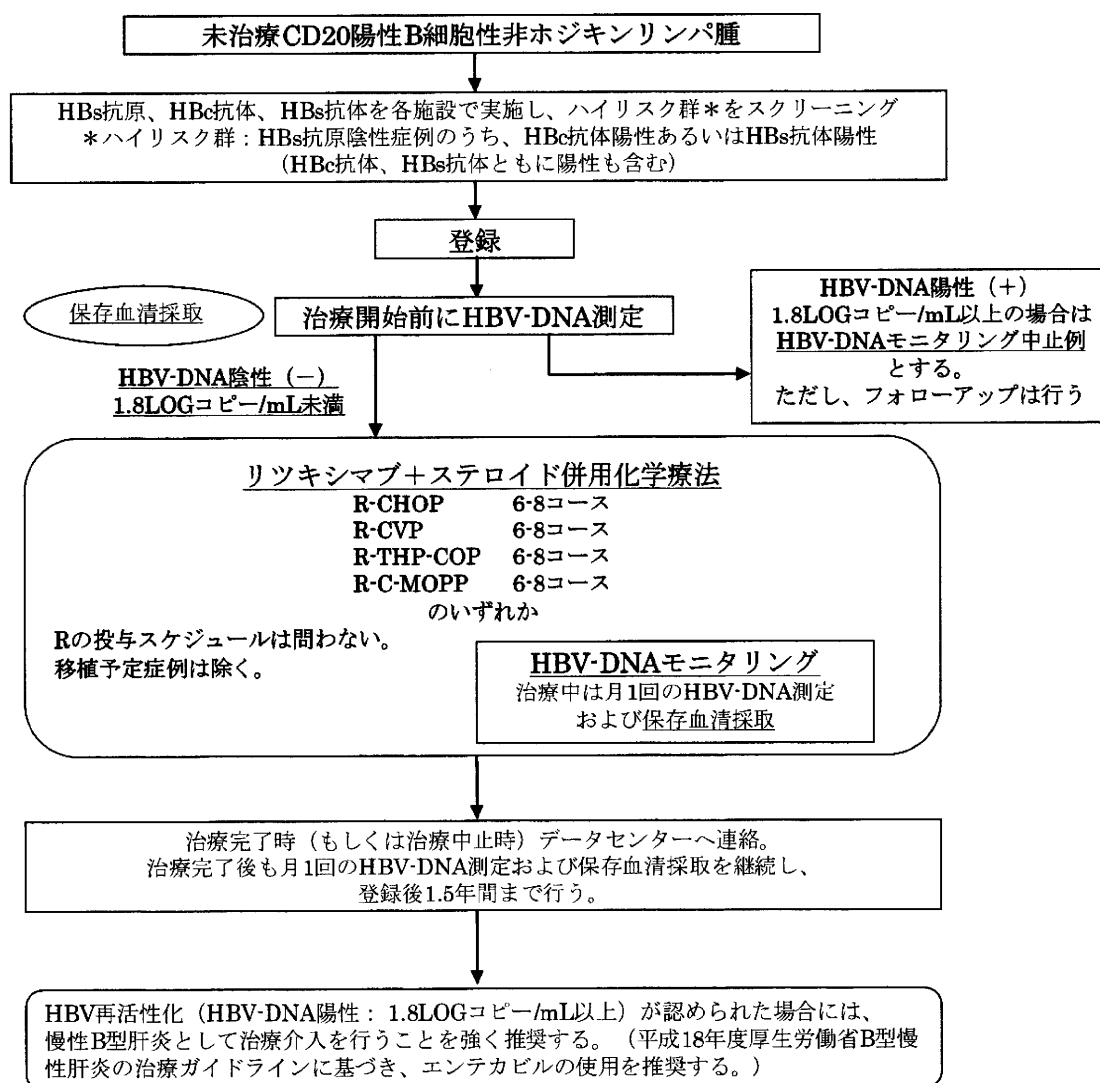 未治療CD20陽性B細胞性非ホジキンリンパ腫
HBs抗原、HBc抗体、HBs抗体を各施設で実施し、ハイリスク群＊をスクリーニング
＊ハイリスク群：HBs抗原陰性症例のうち、HBc抗体陽性あるいはHBs抗体陽性
（HBc抗体、HBs抗体ともに陽性も含む）
登録
保存血清採取
治療開始前にHBV-DNA測定
HBV-DNA陽性（＋）
1.8LOGコピー/mL以上の場合は
HBV-DNAモニタリング中止例
とする。
ただし、フォローアップは行う
HBV-DNA陰性（－）
1.8LOGコピー/mL未満
リツキシマブ＋ステロイド併用化学療法
R-CHOP 6-8コース
R-CVP 6-8コース
R-THP-COP 6-8コース
R-C-MOPP 6-8コース
のいずれか
Rの投与スケジュールは問わない。
移植予定症例は除く。
HBV-DNAモニタリング
治療中は月1回のHBV-DNA測定
および保存血清採取
治療完了時（もしくは治療中止時）データセンターへ連絡。
治療完了後も月1回のHBV-DNA測定および保存血清採取を継続し、
登録後1.5年間まで行う。
HBV再活性化（HBV-DNA陽性：1.8LOGコピー/mL以上）が認められた場合には、
慢性B型肝炎として治療介入を行うことを強く推奨する。（平成18年度厚生労働省B型慢
性肝炎の治療ガイドラインに基づき、エンテカビルの使用を推奨する。）